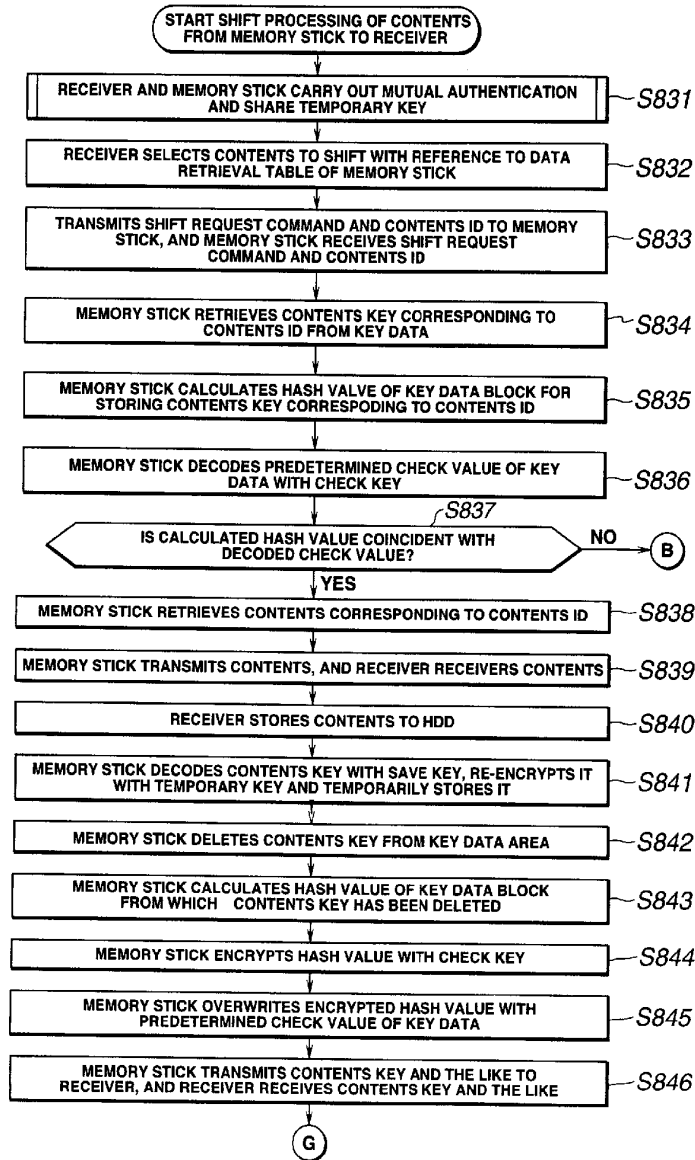 START SHIFT PROCESSING OF CONTENTS
FROM MEMORY STICK TO RECEIVER
RECEIVER AND MEMORY STICK CARRY OUT MUTUAL AUTHENTICATION
AND SHARE TEMPORARY KEY
S831
RECEIVER SELECTS CONTENTS TO SHIFT WITH REFERENCE TO DATA
RETRIEVAL TABLE OF MEMORY STICK
S832
TRANSMITS SHIFT REQUEST COMMAND AND CONTENTS ID TO MEMORY
STICK, AND MEMORY STICK RECEIVES SHIFT REQUEST
COMMAND AND CONTENTS ID
S833
MEMORY STICK RETRIEVES CONTENTS KEY CORRESPONDING TO
CONTENTS ID FROM KEY DATA
S834
MEMORY STICK CALCULATES HASH VALVE OF KEY DATA BLOCK FOR
STORING CONTENTS KEY CORRESPODING TO CONTENTS ID
S835
MEMORY STICK DECODES PREDETERMINED CHECK VALUE OF KEY
DATA WITH CHECK KEY
S836
S837
IS CALCULATED HASH VALUE COINCIDENT WITH
DECODED CHECK VALUE?
NO
B
YES
MEMORY STICK RETRIEVES CONTENTS CORRESPONDING TO CONTENTS ID
S838
MEMORY STICK TRANSMITS CONTENTS, AND RECEIVER RECEIVERS CONTENTS
S839
RECEIVER STORES CONTENTS TO HDD
S840
MEMORY STICK DECODES CONTENTS KEY WITH SAVE KEY, RE-ENCRYPTS IT
WITH TEMPORARY KEY AND TEMPORARILY STORES IT
S841
MEMORY STICK DELETES CONTENTS KEY FROM KEY DATA AREA
S842
MEMORY STICK CALCULATES HASH VALUE OF KEY DATA BLOCK
FROM WHICH CONTENTS KEY HAS BEEN DELETED
S843
MEMORY STICK ENCRYPTS HASH VALUE WITH CHECK KEY
S844
MEMORY STICK OVERWRITES ENCRYPTED HASH VALUE WITH
PREDETERMINED CHECK VALUE OF KEY DATA
S845
MEMORY STICK TRANSMITS CONTENTS KEY AND THE LIKE TO
RECEIVER, AND RECEIVER RECEIVES CONTENTS KEY AND THE LIKE
S846
G